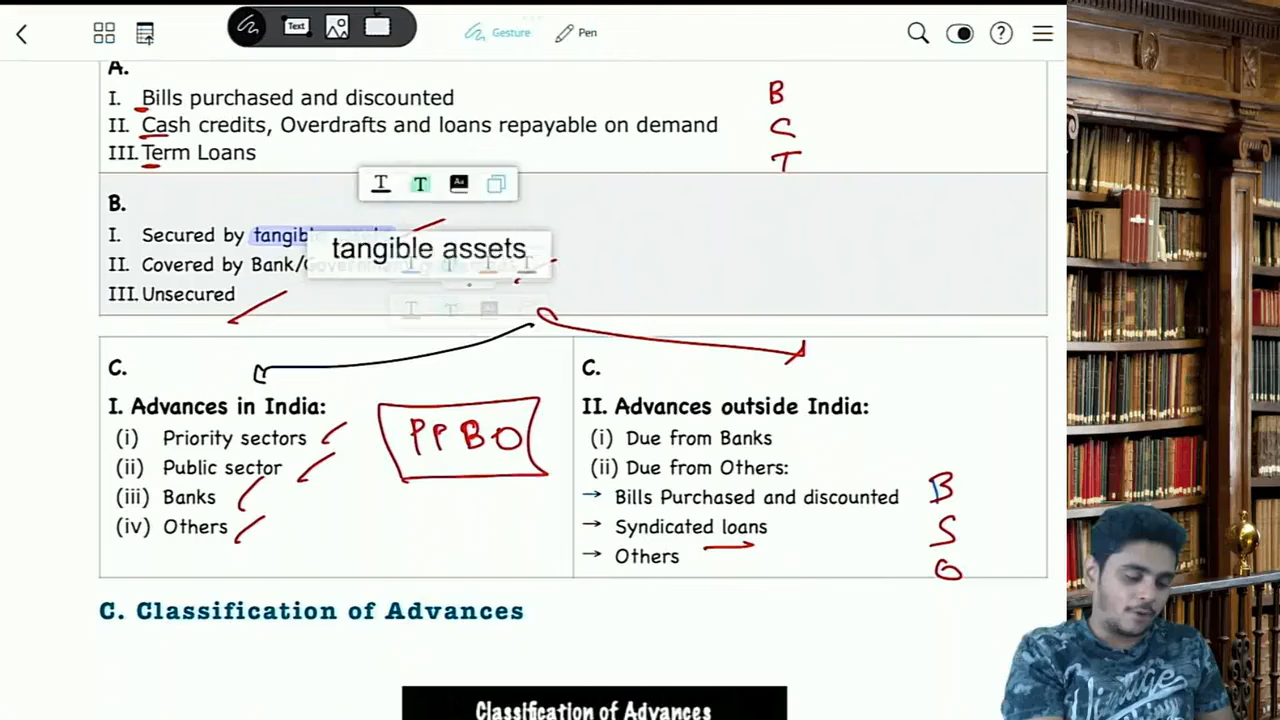 Text
Gesture
Pen
A.
I. Bills purchased and discounted B
II. Cash credits, Overdrafts and loans repayable on demand C
III. Term Loans T
B.
I. Secured by tangible
tangible assets
II. Covered by Bank/
III. Unsecured
C.
I. Advances in India:
(i) Priority sectors
(ii) Public sector
(iii) Banks
(iv) Others
PPBO
C.
II. Advances outside India:
(i) Due from Banks
(ii) Due from Others:
→ Bills Purchased and discounted B
→ Syndicated loans S
→ Others O
C. Classification of Advances
Classification of Advances